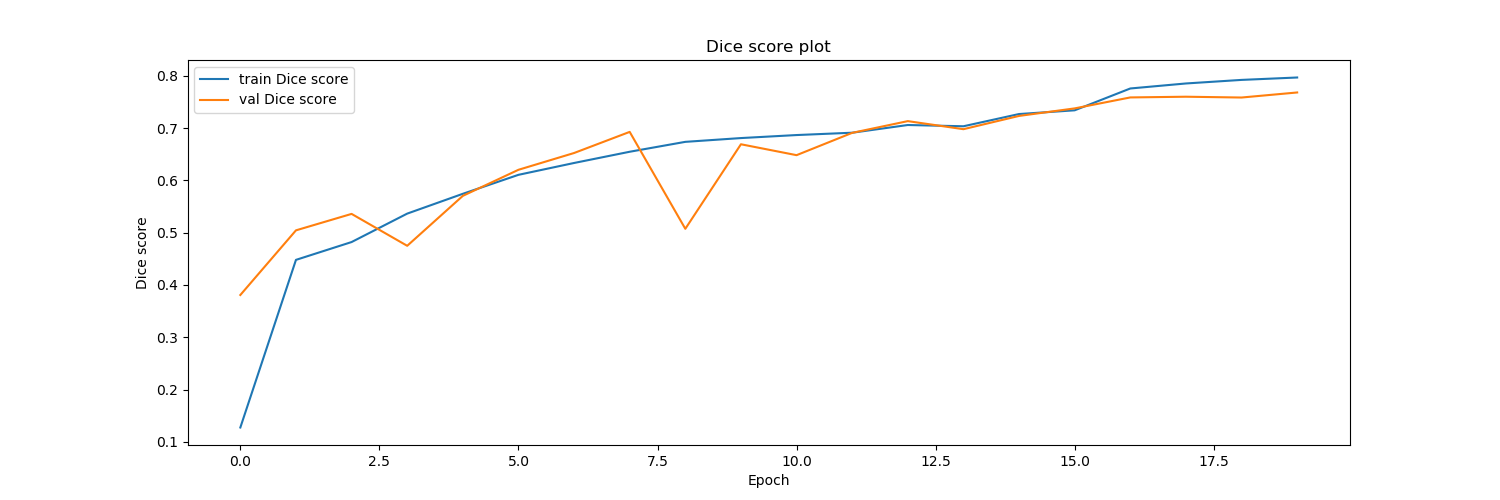 Dice score plot
train Dice score
val Dice score
0.8
0.7
0.6
0.5
0.4
0.3
0.2
0.1
Dice score
0.0 2.5 5.0 7.5 10.0 12.5 15.0 17.5
Epoch